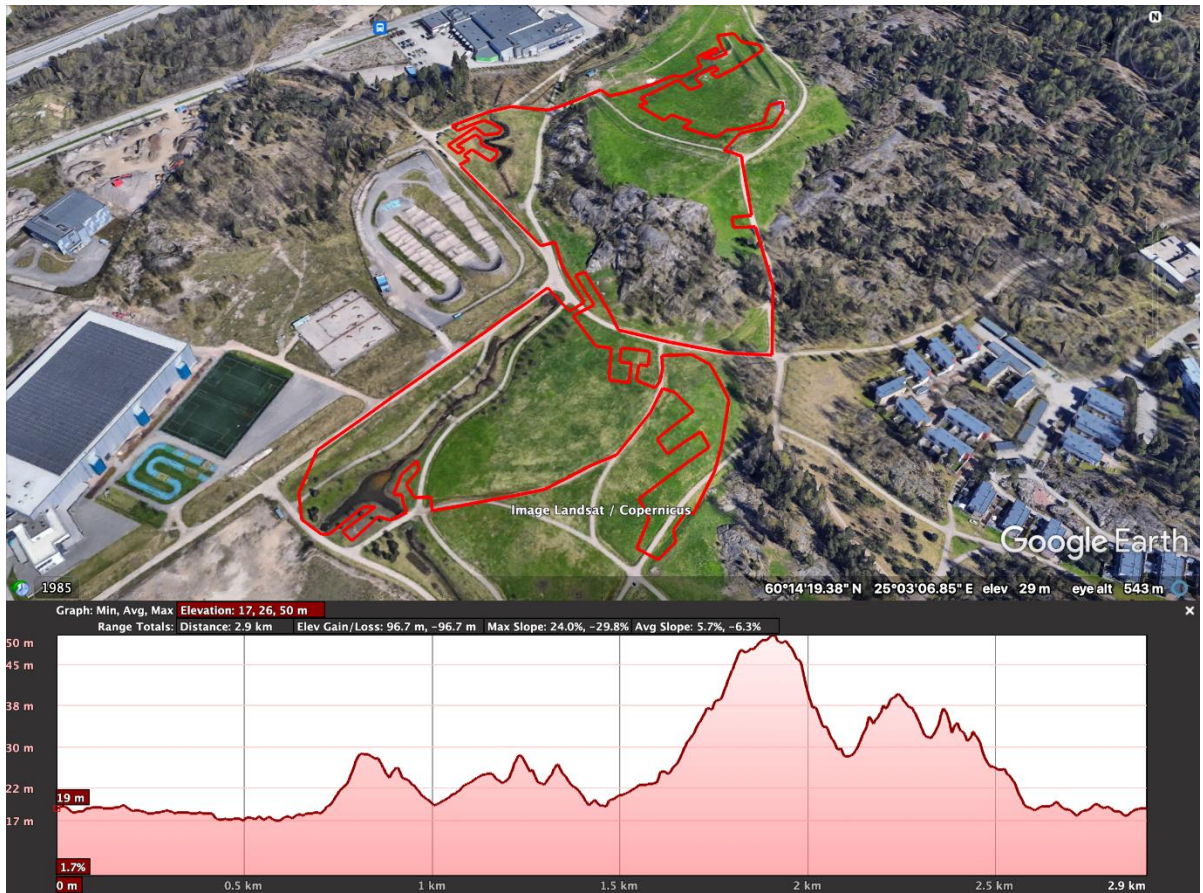 N
Image Landsat / Copernicus
Google Earth
1985
60°14'19.38" N 25°03'06.85" E elev 29 m eye alt 543 m
Graph: Min, Avg, Max Elevation: 17, 26, 50 m
Range Totals: Distance: 2.9 km Elev Gain/Loss: 96.7 m, -96.7 m Max Slope: 24.0%, -29.8% Avg Slope: 5.7%, -6.3%
50 m
45 m
38 m
30 m
22 m
19 m
17 m
1.7%
0 m 0.5 km 1 km 1.5 km 2 km 2.5 km 2.9 km